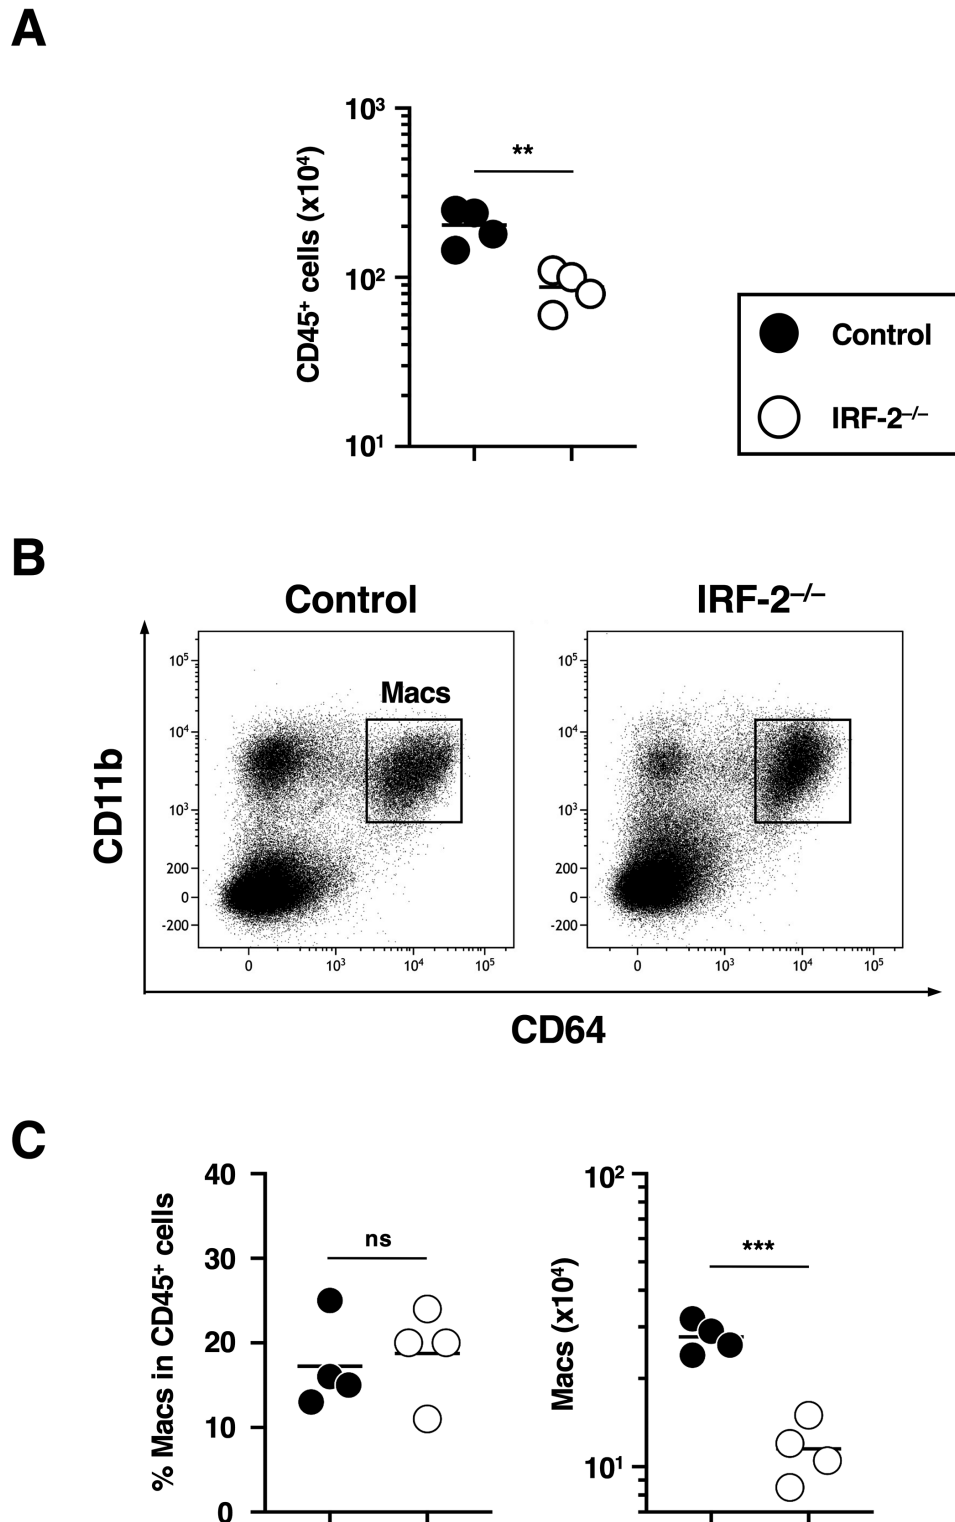 A
10³
**
CD45⁺ cells (x10⁴)
10²
10¹
Control
IRF-2⁻/⁻
B
Control
IRF-2⁻/⁻
Macs
CD11b
10⁵
10⁴
10³
200
0
-200
0
10³
10⁴
10⁵
10⁵
10⁴
10³
200
0
-200
0
10³
10⁴
10⁵
CD64
C
% Macs in CD45⁺ cells
40
30
20
10
0
ns
Macs (x10⁴)
10²
10¹
***